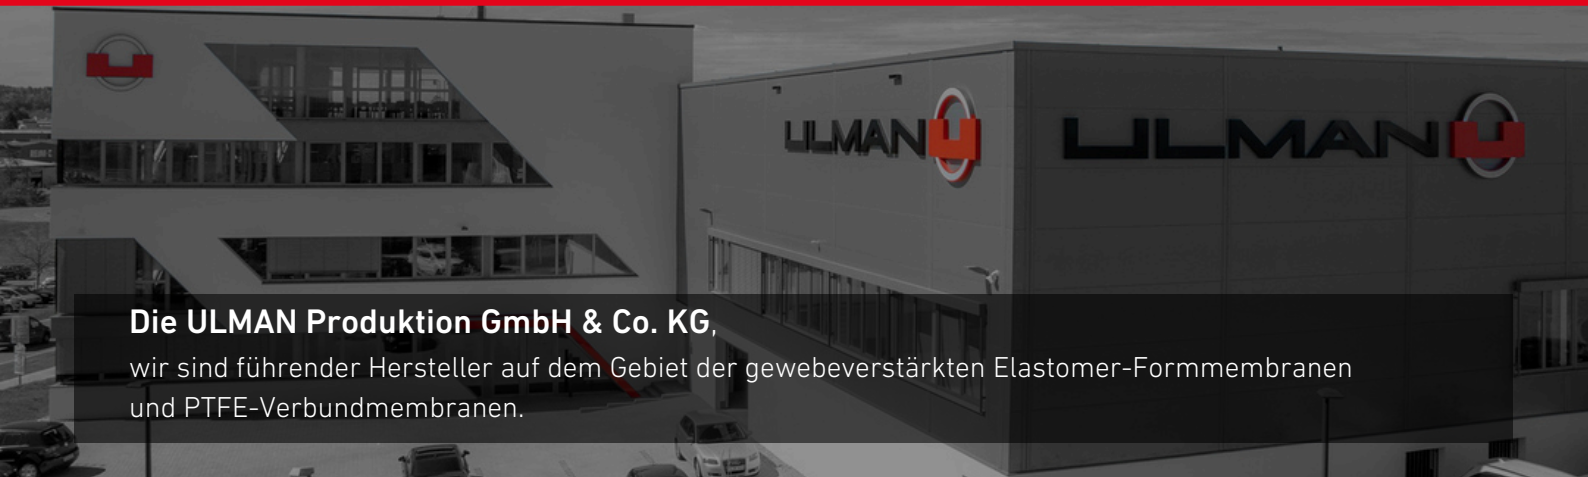 ULMAN
ULMAN
Die ULMAN Produktion GmbH & Co. KG,
wir sind führender Hersteller auf dem Gebiet der gewebeverstärkten Elastomer-Formmembranen
und PTFE-Verbundmembranen.